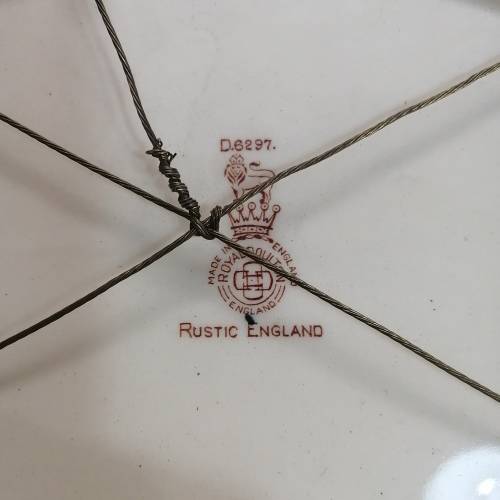 D.6297.
MADE IN ENGLAND
ROYAL DOULTON
ENGLAND
RUSTIC ENGLAND